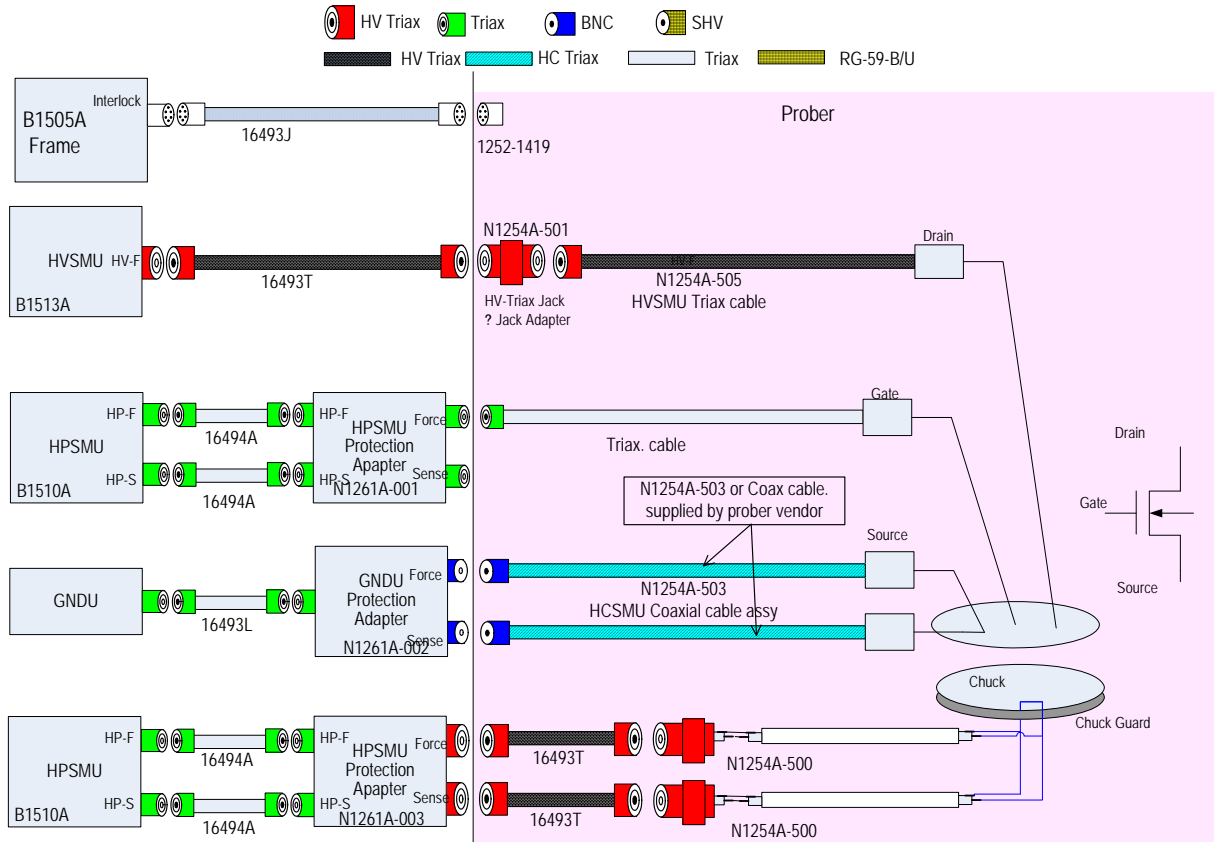 HV Triax
Triax
BNC
SHV
HV Triax
HC Triax
Triax
RG-59-B/U
Interlock
B1505A
Frame
16493J
1252-1419
Prober
HVSMU
HV-F
B1513A
16493T
N1254A-501
HV-Triax Jack
? Jack Adapter
HV-F
N1254A-505
HVSMU Triax cable
Drain
HP-F
HPSMU
HP-S
B1510A
16494A
16494A
HP-F
HPSMU
Protection
Apapter
HP-S
N1261A-001
Force
Sense
Triax. cable
Gate
N1254A-503 or Coax cable.
supplied by prober vendor
Drain
Gate
Source
GNDU
16493L
Force
GNDU
Protection
Adapter
Sense
N1261A-002
N1254A-503
HCSMU Coaxial cable assy
Source
Chuck
Chuck Guard
HP-F
HPSMU
HP-S
B1510A
16494A
16494A
HP-F
HPSMU
Protection
Apapter
HP-S
N1261A-003
Force
Sense
16493T
16493T
N1254A-500
N1254A-500